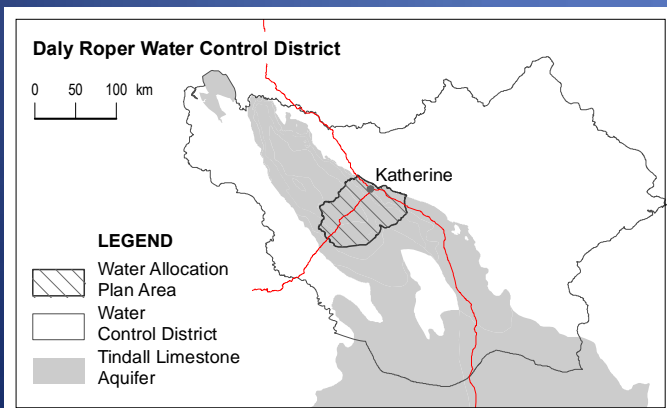 Daly Roper Water Control District
0 50 100 km
Katherine
LEGEND
Water Allocation
Plan Area
Water
Control District
Tindall Limestone
Aquifer